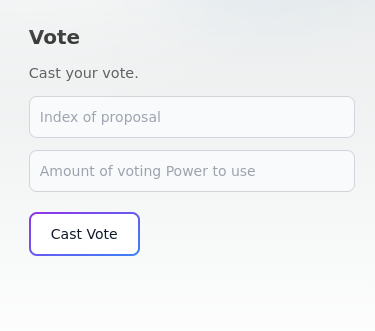 Vote
Cast your vote.
Index of proposal
Amount of voting Power to use
Cast Vote